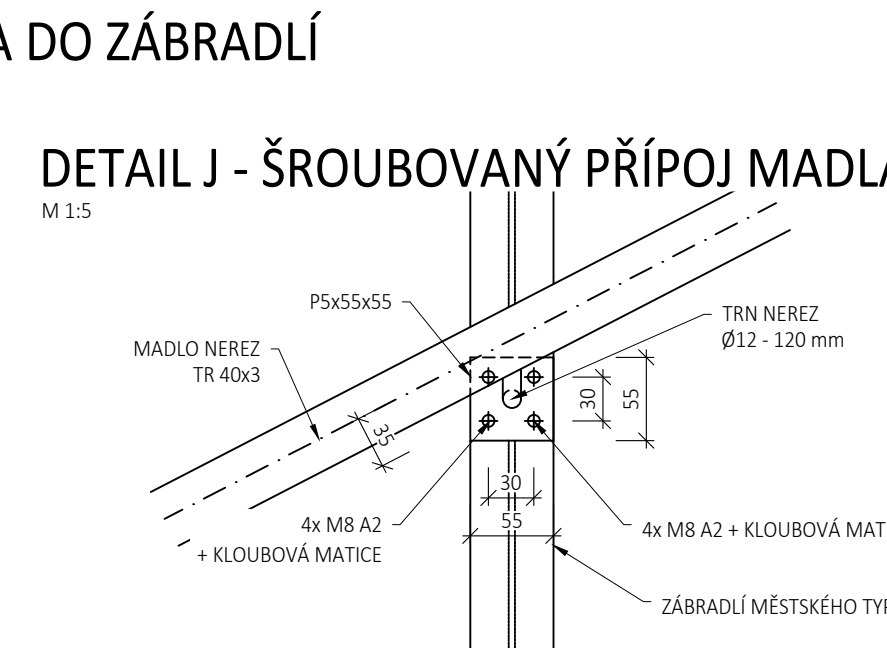 A DO ZÁBRADLÍ
DETAIL J - ŠROUBOVANÝ PŘÍPOJ MADLA
M 1:5
P5x55x55
TRN NEREZ
Ø12 - 120 mm
MADLO NEREZ
TR 40x3
30
55
35
30
55
4x M8 A2
+ KLOUBOVÁ MATICE
4x M8 A2 + KLOUBOVÁ MAT
ZÁBRADLÍ MĚSTSKÉHO TYP